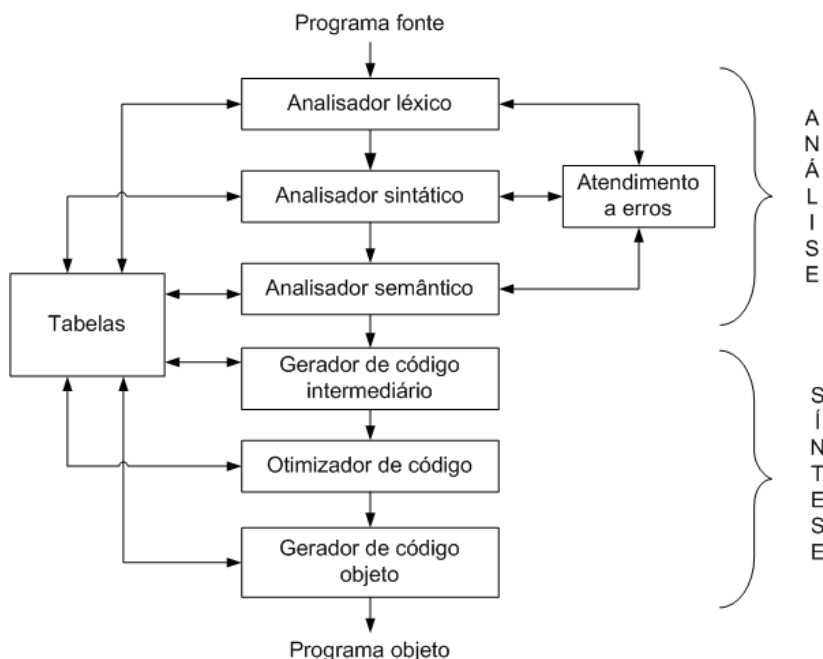 Programa fonte
Analisador léxico
Analisador sintático
Atendimento
a erros
Analisador semântico
Tabelas
Gerador de código
intermediário
Otimizador de código
Gerador de código
objeto
Programa objeto
A
N
Á
L
I
S
E
S
Í
N
T
E
S
E